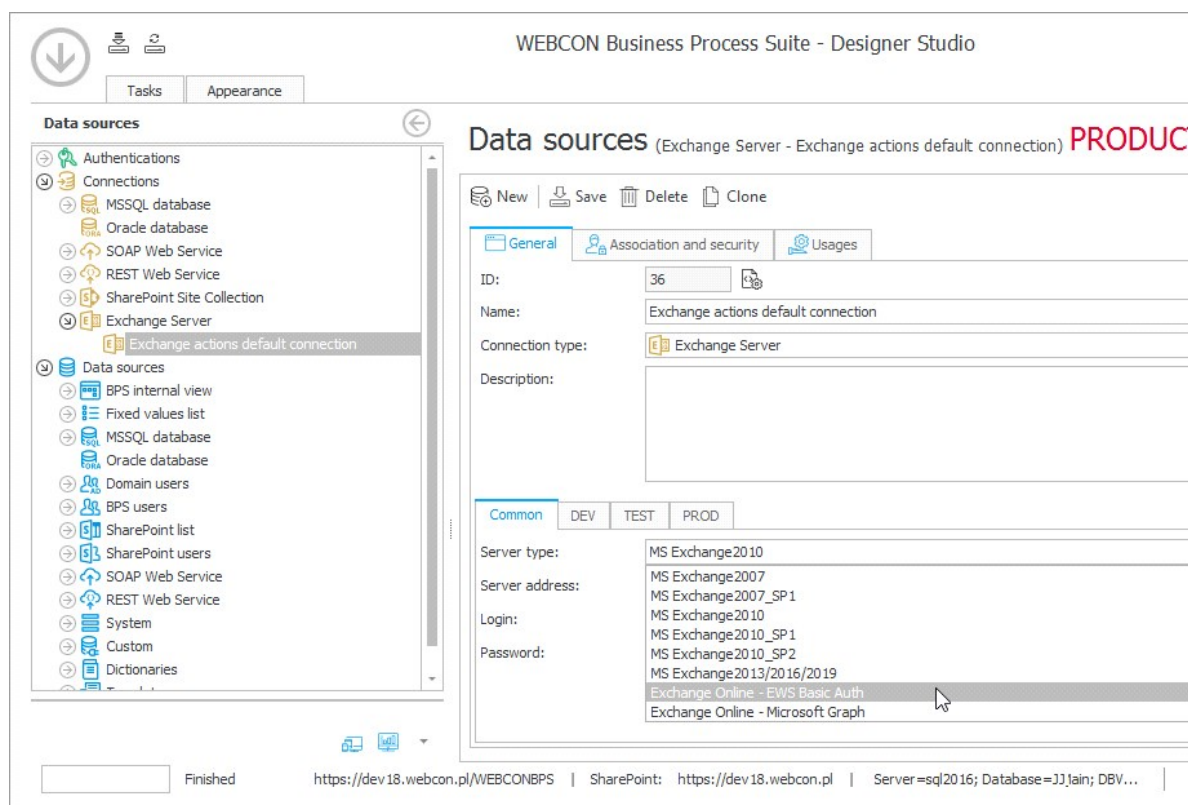 WEBCON Business Process Suite - Designer Studio
Tasks
Appearance
Data sources
Authentications
Connections
MSSQL database
Oracle database
SOAP Web Service
REST Web Service
SharePoint Site Collection
Exchange Server
Exchange actions default connection
Data sources
BPS internal view
Fixed values list
MSSQL database
Oracle database
Domain users
BPS users
SharePoint list
SharePoint users
SOAP Web Service
REST Web Service
System
Custom
Dictionaries
Data sources (Exchange Server - Exchange actions default connection) PRODUC
New Save Delete Clone
General Association and security Usages
ID: 36
Name: Exchange actions default connection
Connection type: Exchange Server
Description:
Common DEV TEST PROD
Server type: MS Exchange2010
Server address:
Login:
Password:
MS Exchange2007
MS Exchange2007_SP1
MS Exchange2010
MS Exchange2010_SP1
MS Exchange2010_SP2
MS Exchange2013/2016/2019
Exchange Online - EWS Basic Auth
Exchange Online - Microsoft Graph
Finished https://dev18.webcon.pl/WEBCONBPS | SharePoint: https://dev18.webcon.pl | Server=sql2016; Database=JJjain; DBV... |